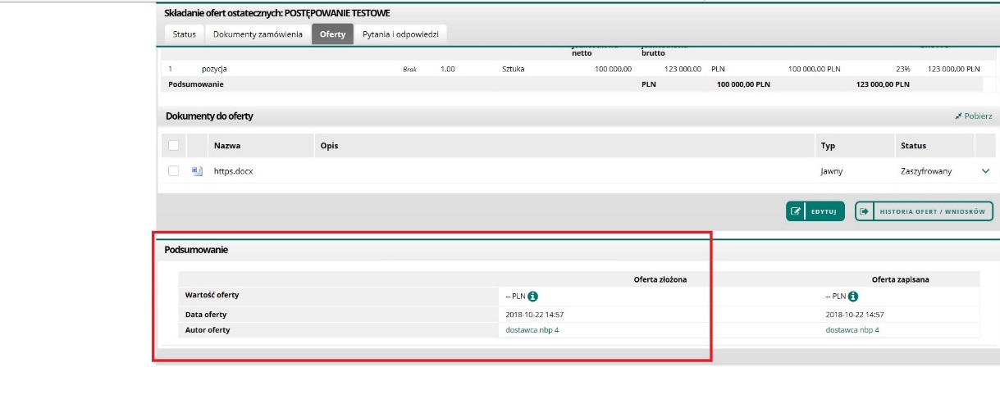 Składanie ofert ostatecznych: POSTĘPOWANIE TESTOWE
Status Dokumenty zamówienia Oferty Pytania i odpowiedzi
netto brutto
1 pozycja Brak 1,00 Sztuka 100 000,00 123 000,00 PLN 100 000,00 PLN 23% 123 000,00 PLN
Podsumowanie PLN 100 000,00 PLN 123 000,00 PLN
Dokumenty do oferty Pobierz
Nazwa Opis Typ Status
https.docx Jawny Zaszyfrowany
EDYTUJ HISTORIA OFERT / WNIOSKÓW
Podsumowanie
Oferta złożona Oferta zapisana
Wartość oferty -- PLN -- PLN
Data oferty 2018-10-22 14:57 2018-10-22 14:57
Autor oferty dostawca nbp 4 dostawca nbp 4